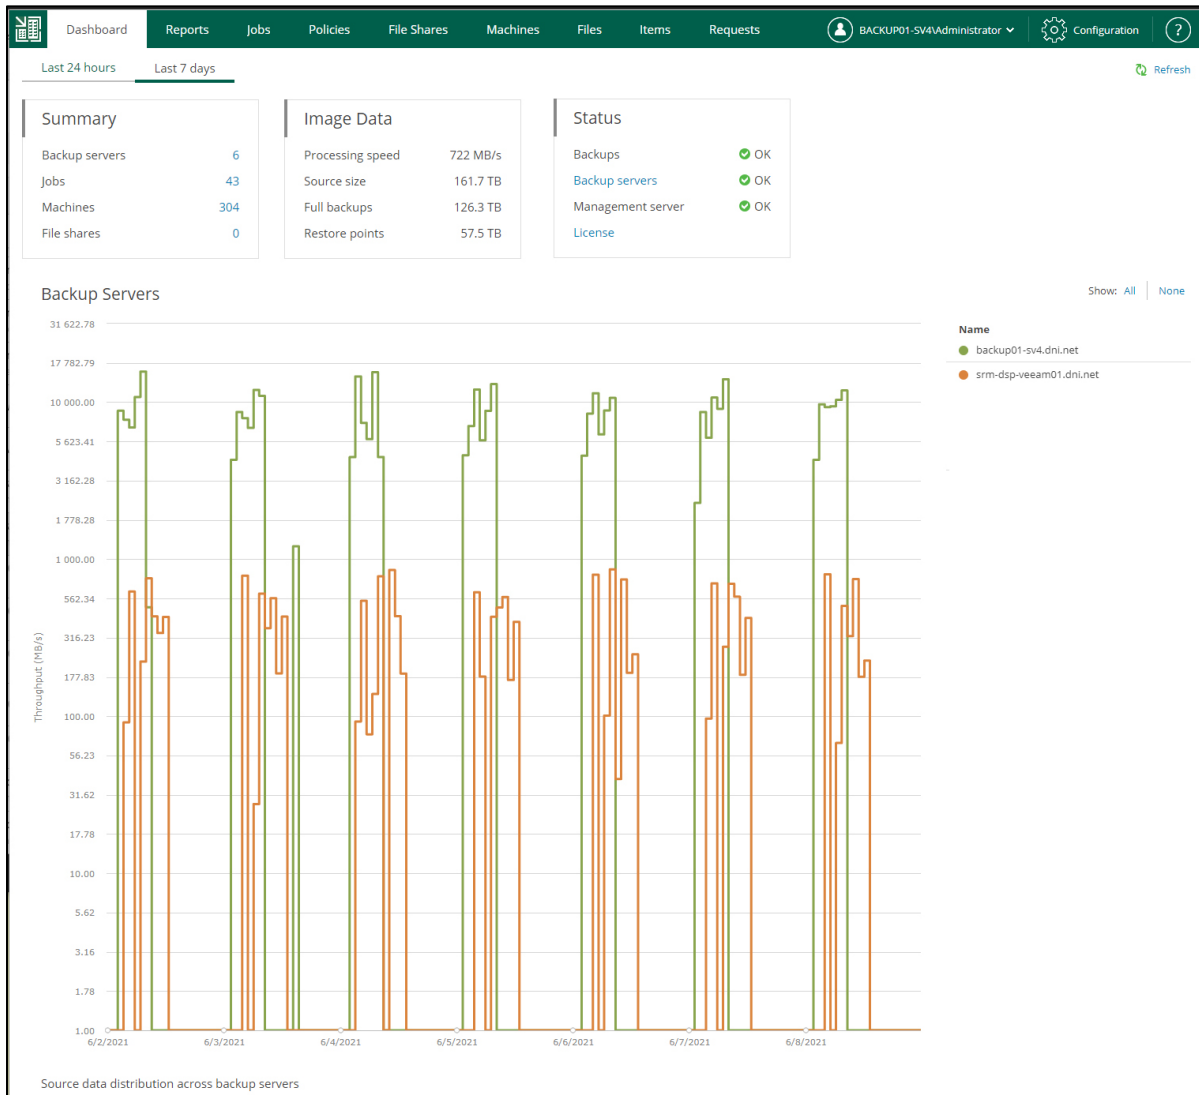 Dashboard Reports Jobs Policies File Shares Machines Files Items Requests BACKUP01-SV4\Administrator Configuration ?
Last 24 hours Last 7 days Refresh
Summary
Backup servers 6
Jobs 43
Machines 304
File shares 0
Image Data
Processing speed 722 MB/s
Source size 161.7 TB
Full backups 126.3 TB
Restore points 57.5 TB
Status
Backups OK
Backup servers OK
Management server OK
License
Backup Servers
Show: All None
31 622.78
17 782.79
10 000.00
5 623.41
3 162.28
1 778.28
1 000.00
562.34
316.23
177.83
100.00
56.23
31.62
17.78
10.00
5.62
3.16
1.78
1.00
Throughput (MB/s)
6/2/2021 6/3/2021 6/4/2021 6/5/2021 6/6/2021 6/7/2021 6/8/2021
Name
backup01-sv4.dni.net
srm-dsp-veeam01.dni.net
Source data distribution across backup servers